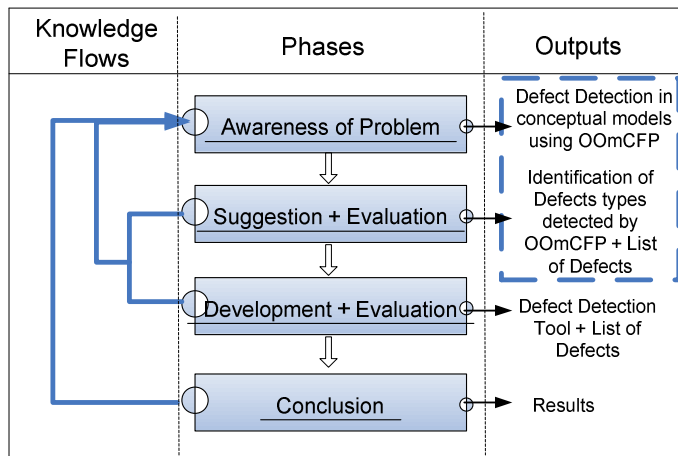 Knowledge
Flows
Phases
Outputs
Awareness of Problem
Defect Detection in
conceptual models
using OOmCFP
Suggestion + Evaluation
Identification of
Defects types
detected by
OOmCFP + List
of Defects
Development + Evaluation
Defect Detection
Tool + List of
Defects
Conclusion
Results